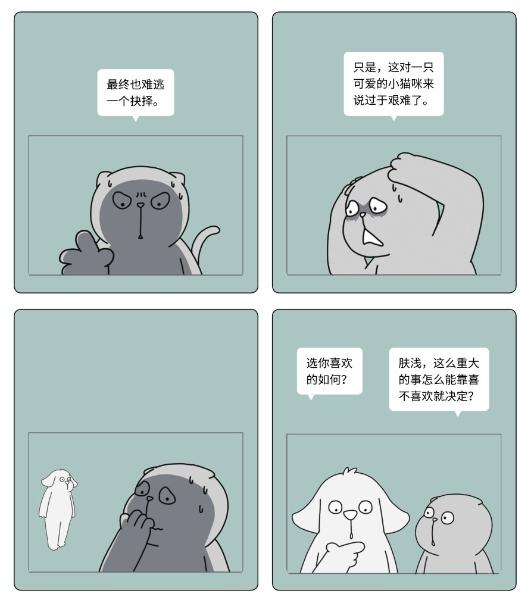 最终也难逃
一个抉择。
只是，这对一只
可爱的小猫咪来
说过于艰难了。
选你喜欢
的如何？
肤浅，这么重大
的事怎么能靠喜
不喜欢就决定？